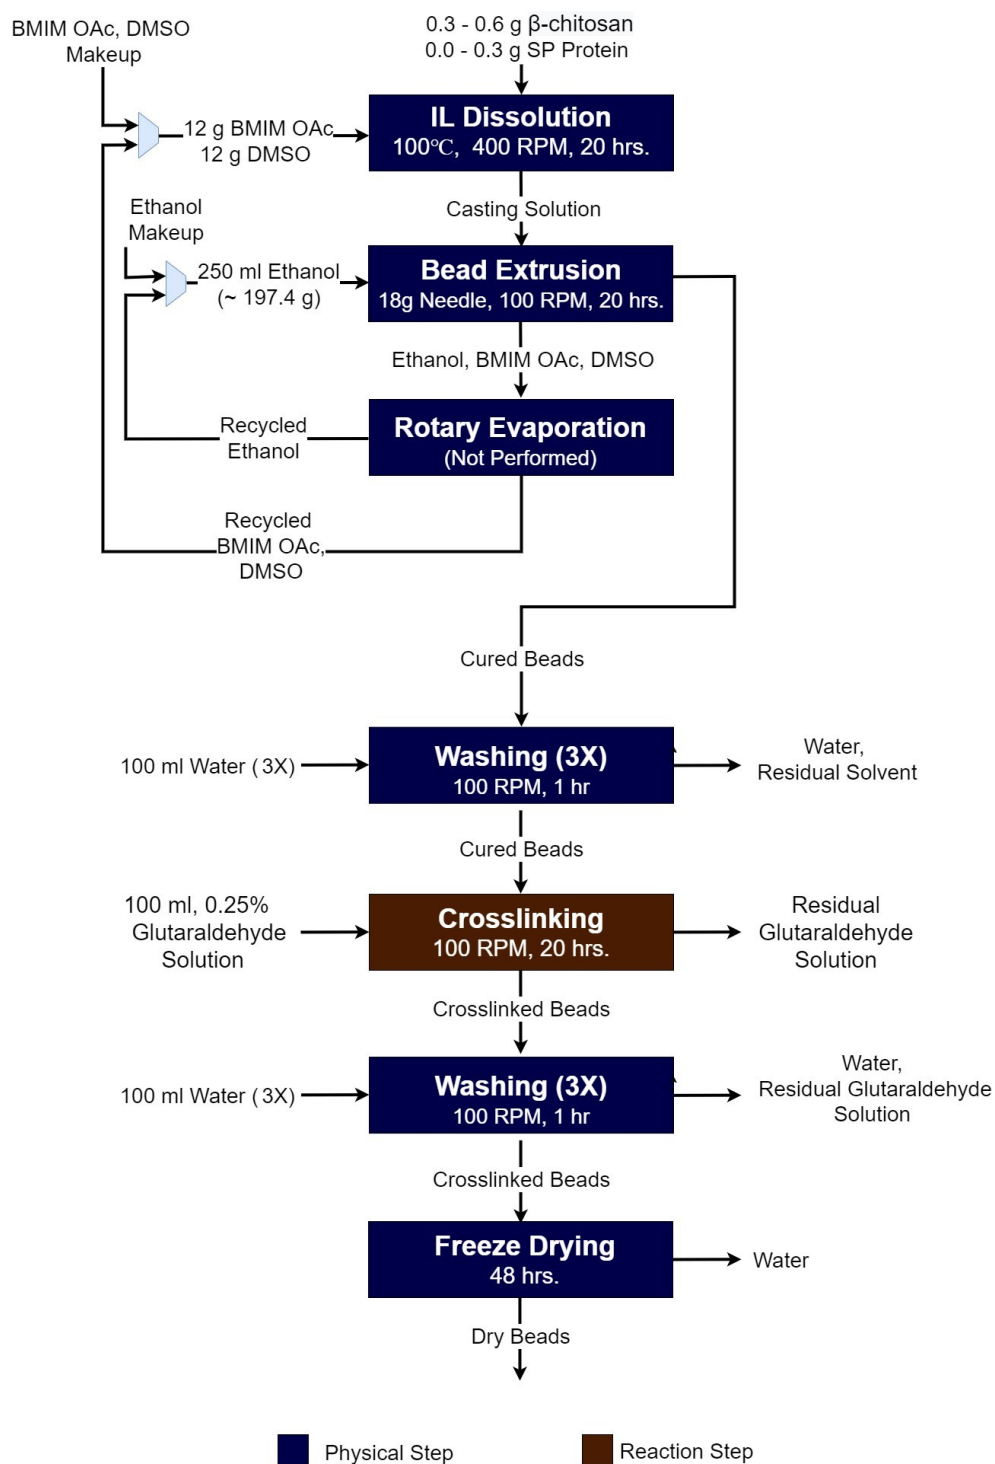 BMIM OAc, DMSO
Makeup
0.3 - 0.6 g β-chitosan
0.0 - 0.3 g SP Protein
12 g BMIM OAc
12 g DMSO
IL Dissolution
100℃, 400 RPM, 20 hrs.
Casting Solution
Ethanol
Makeup
250 ml Ethanol
(~ 197.4 g)
Bead Extrusion
18g Needle, 100 RPM, 20 hrs.
Ethanol, BMIM OAc, DMSO
Rotary Evaporation
(Not Performed)
Recycled
Ethanol
Recycled
BMIM OAc,
DMSO
Cured Beads
100 ml Water (3X)
Washing (3X)
100 RPM, 1 hr
Water,
Residual Solvent
Cured Beads
100 ml, 0.25%
Glutaraldehyde
Solution
Crosslinking
100 RPM, 20 hrs.
Residual
Glutaraldehyde
Solution
Crosslinked Beads
100 ml Water (3X)
Washing (3X)
100 RPM, 1 hr
Water,
Residual Glutaraldehyde
Solution
Crosslinked Beads
Freeze Drying
48 hrs.
Water
Dry Beads
Physical Step
Reaction Step